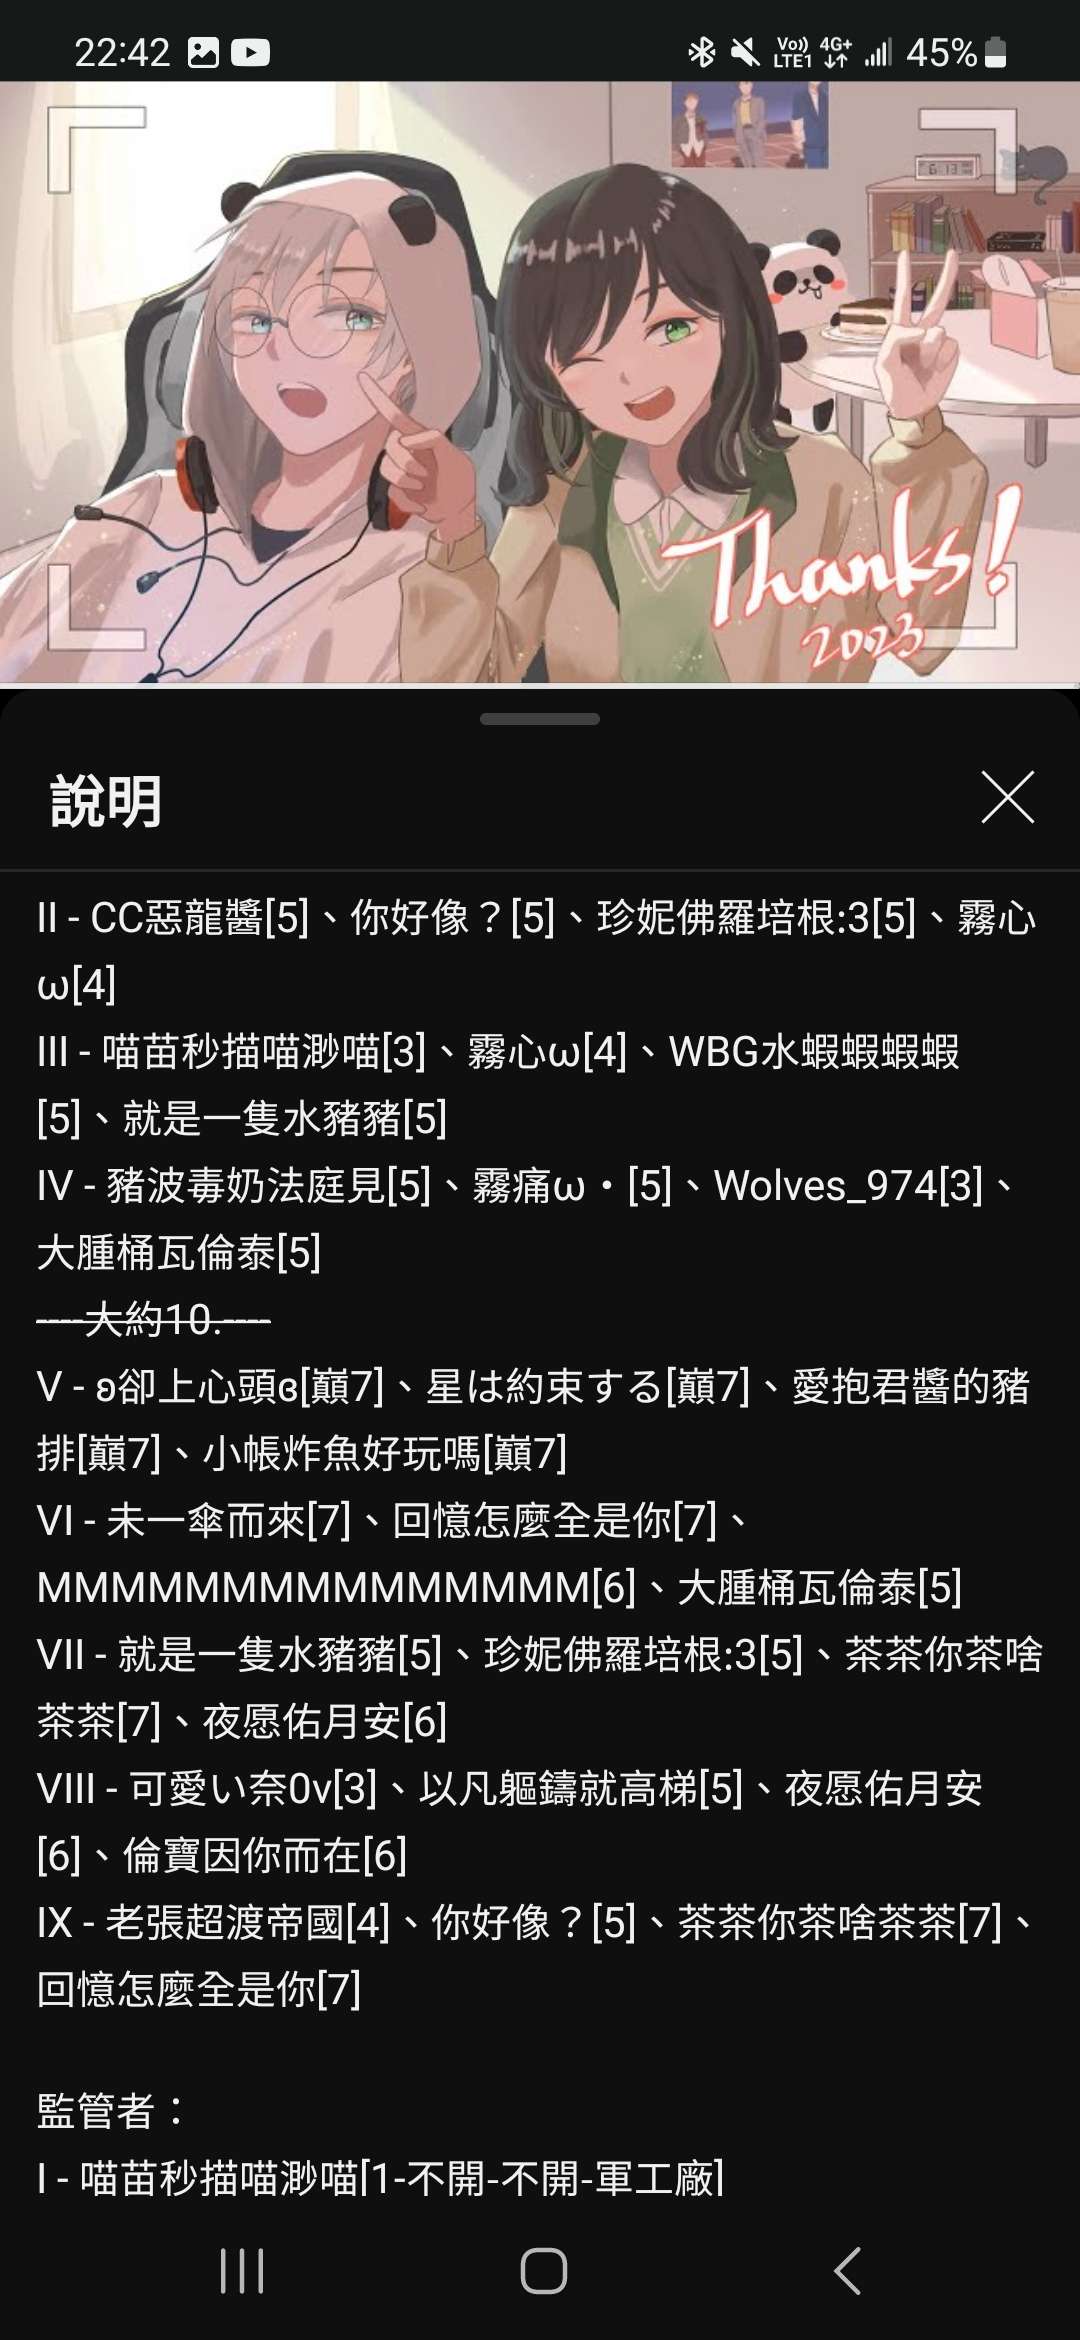 22:42
Vo)) LTE1 4G+ 45%
6:13
Thanks!
2023
說明
II - CC惡龍醬[5]、你好像？[5]、珍妮佛羅培根:3[5]、霧心
ω[4]
III - 喵苗秒描喵渺喵[3]、霧心ω[4]、WBG水蝦蝦蝦蝦
[5]、就是一隻水豬豬[5]
IV - 豬波毒奶法庭見[5]、霧痛ω・[5]、Wolves_974[3]、
大腫桶瓦倫泰[5]
----大約10.----
V - ʚ卻上心頭ɞ[巔7]、星は約束する[巔7]、愛抱君醬的豬
排[巔7]、小帳炸魚好玩嗎[巔7]
VI - 未一傘而來[7]、回憶怎麼全是你[7]、
MMMMMMMMMMMMMMM[6]、大腫桶瓦倫泰[5]
VII - 就是一隻水豬豬[5]、珍妮佛羅培根:3[5]、茶茶你茶啥
茶茶[7]、夜愿佑月安[6]
VIII - 可愛い奈0v[3]、以凡軀鑄就高梯[5]、夜愿佑月安
[6]、倫寶因你而在[6]
IX - 老張超渡帝國[4]、你好像？[5]、茶茶你茶啥茶茶[7]、
回憶怎麼全是你[7]
監管者：
I - 喵苗秒描喵渺喵[1-不開-不開-軍工廠]